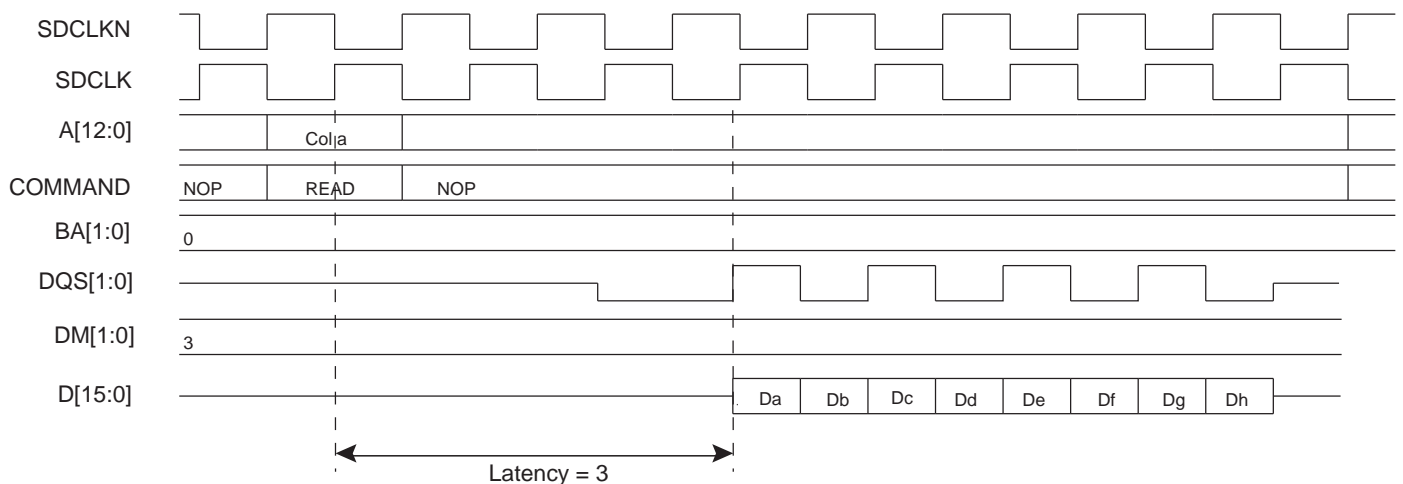 SDCLKN
SDCLK
A[12:0] Col a
COMMAND NOP READ NOP
BA[1:0] 0
DQS[1:0]
DM[1:0] 3
D[15:0] Da Db Dc Dd De Df Dg Dh
Latency = 3